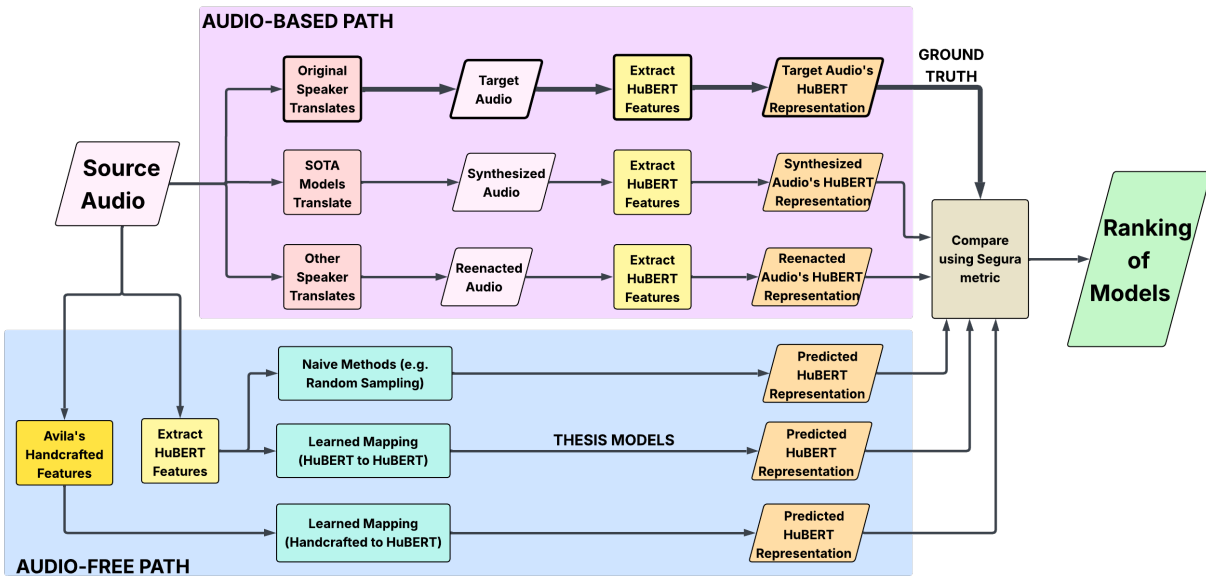 AUDIO-BASED PATH
GROUND
TRUTH
Original
Speaker
Translates
Target
Audio
Extract
HuBERT
Features
Target Audio's
HuBERT
Representation
Source
Audio
SOTA
Models
Translate
Synthesized
Audio
Extract
HuBERT
Features
Synthesized
Audio's HuBERT
Representation
Other
Speaker
Translates
Reenacted
Audio
Extract
HuBERT
Features
Reenacted
Audio's HuBERT
Representation
Compare
using Segura
metric
Ranking
of
Models
Naive Methods (e.g.
Random Sampling)
Predicted
HuBERT
Representation
Avila's
Handcrafted
Features
Extract
HuBERT
Features
Learned Mapping
(HuBERT to HuBERT)
THESIS MODELS
Predicted
HuBERT
Representation
Learned Mapping
(Handcrafted to HuBERT)
Predicted
HuBERT
Representation
AUDIO-FREE PATH